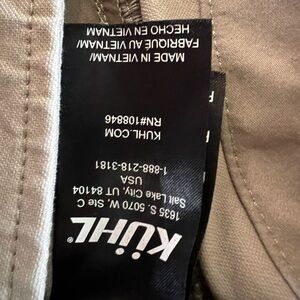 KÜHL®
1635 S. 5070 W, Ste C
Salt Lake City, UT 84104
USA
1-888-218-3181
KUHL.COM
RN#108846
MADE IN VIETNAM/
FABRIQUÉ AU VIETNAM/
HECHO EN VIETNAM